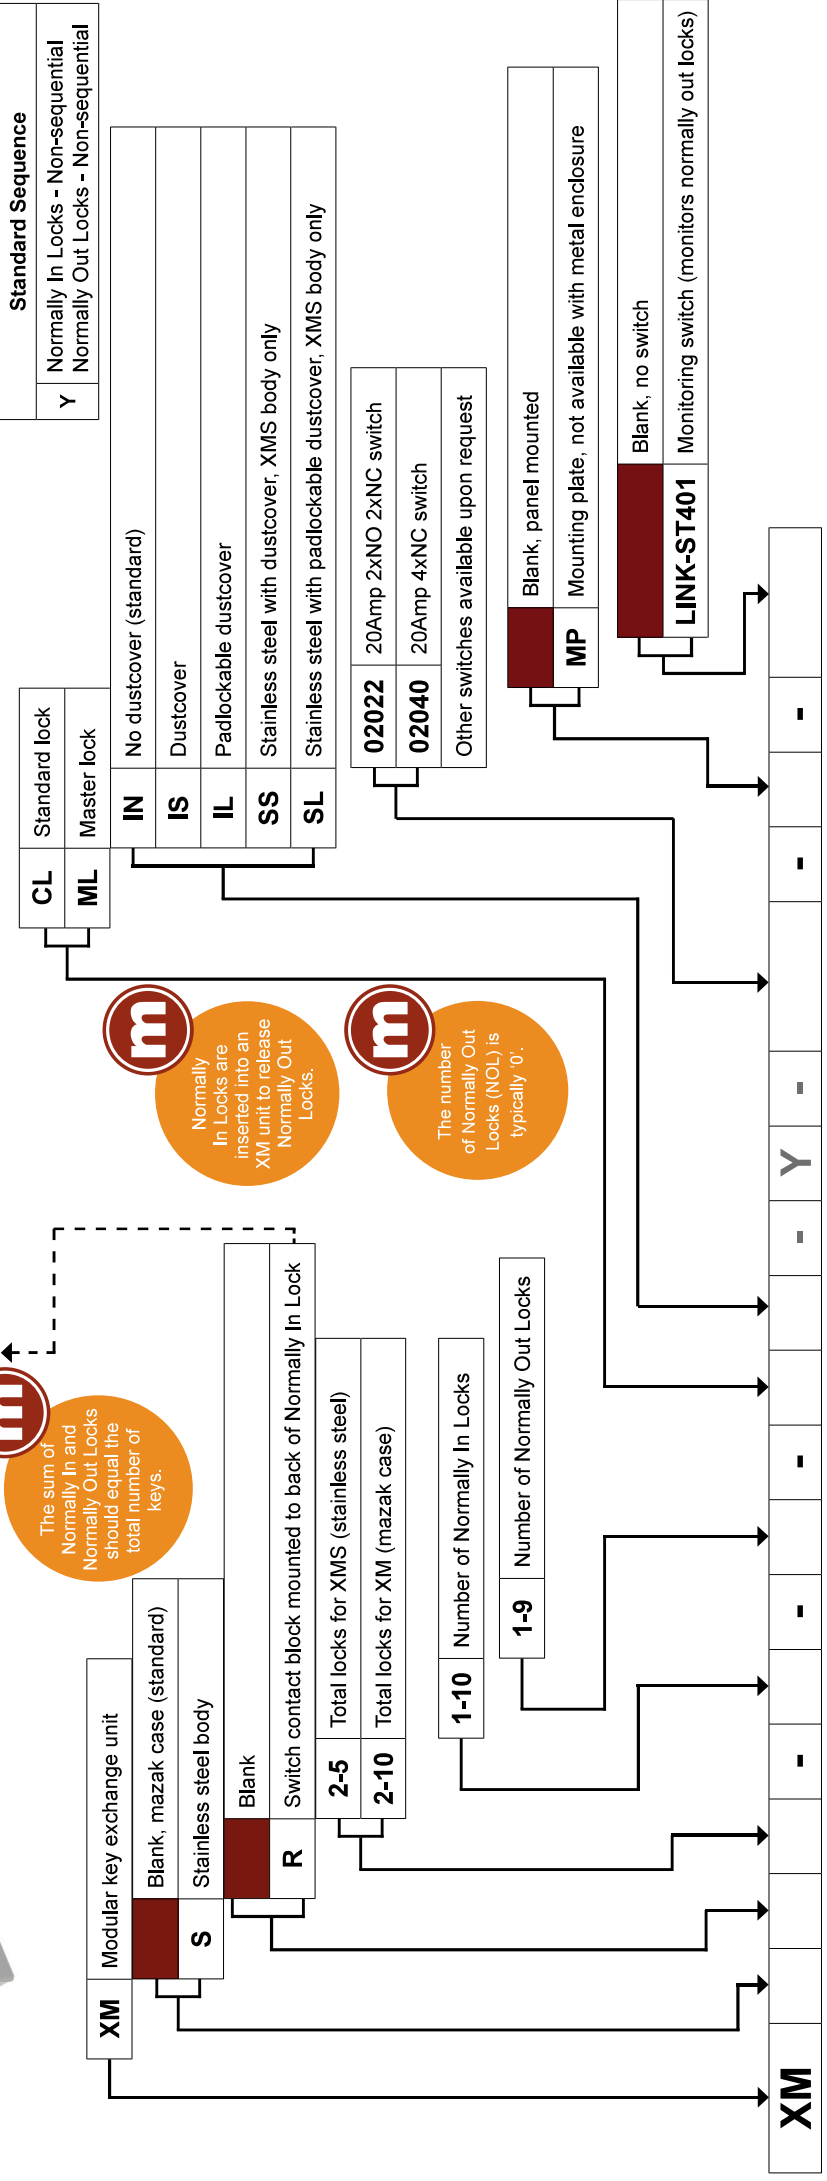 Standard Sequence
Y
Normally In Locks - Non-sequential
Normally Out Locks - Non-sequential
CL Standard lock
ML Master lock
IN No dustcover (standard)
IS Dustcover
IL Padlockable dustcover
SS Stainless steel with dustcover, XMS body only
SL Stainless steel with padlockable dustcover, XMS body only
02022 20Amp 2xNO 2xNC switch
02040 20Amp 4xNC switch
Other switches available upon request
Blank, panel mounted
MP Mounting plate, not available with metal enclosure
Blank, no switch
LINK-ST401 Monitoring switch (monitors normally out locks)
m
Normally
In Locks are
inserted into an
XM unit to release
Normally Out
Locks.
m
The number
of Normally Out
Locks (NOL) is
typically ‘0’.
m
The sum of
Normally In and
Normally Out Locks
should equal the
total number of
keys.
XM Modular key exchange unit
Blank, mazak case (standard)
S Stainless steel body
Blank
R Switch contact block mounted to back of Normally In Lock
2-5 Total locks for XMS (stainless steel)
2-10 Total locks for XM (mazak case)
1-10 Number of Normally In Locks
1-9 Number of Normally Out Locks
XM - - - - Y - - -